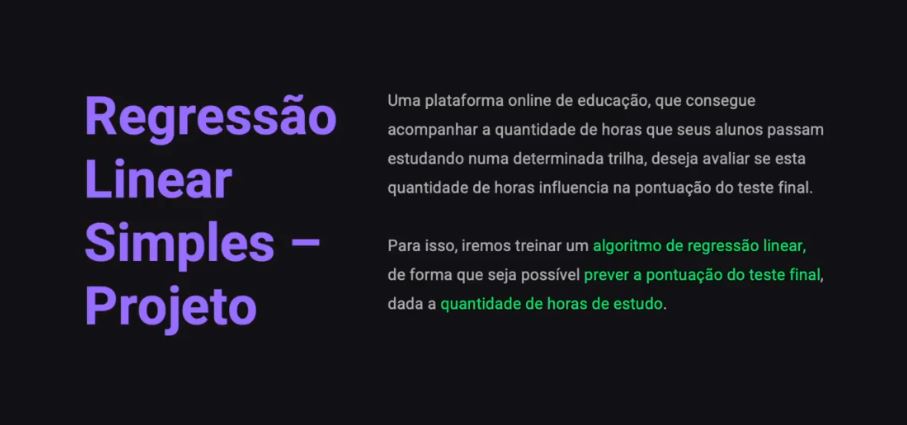 Regressão
Linear
Simples –
Projeto
Uma plataforma online de educação, que consegue
acompanhar a quantidade de horas que seus alunos passam
estudando numa determinada trilha, deseja avaliar se esta
quantidade de horas influencia na pontuação do teste final.
Para isso, iremos treinar um algoritmo de regressão linear,
de forma que seja possível prever a pontuação do teste final,
dada a quantidade de horas de estudo.